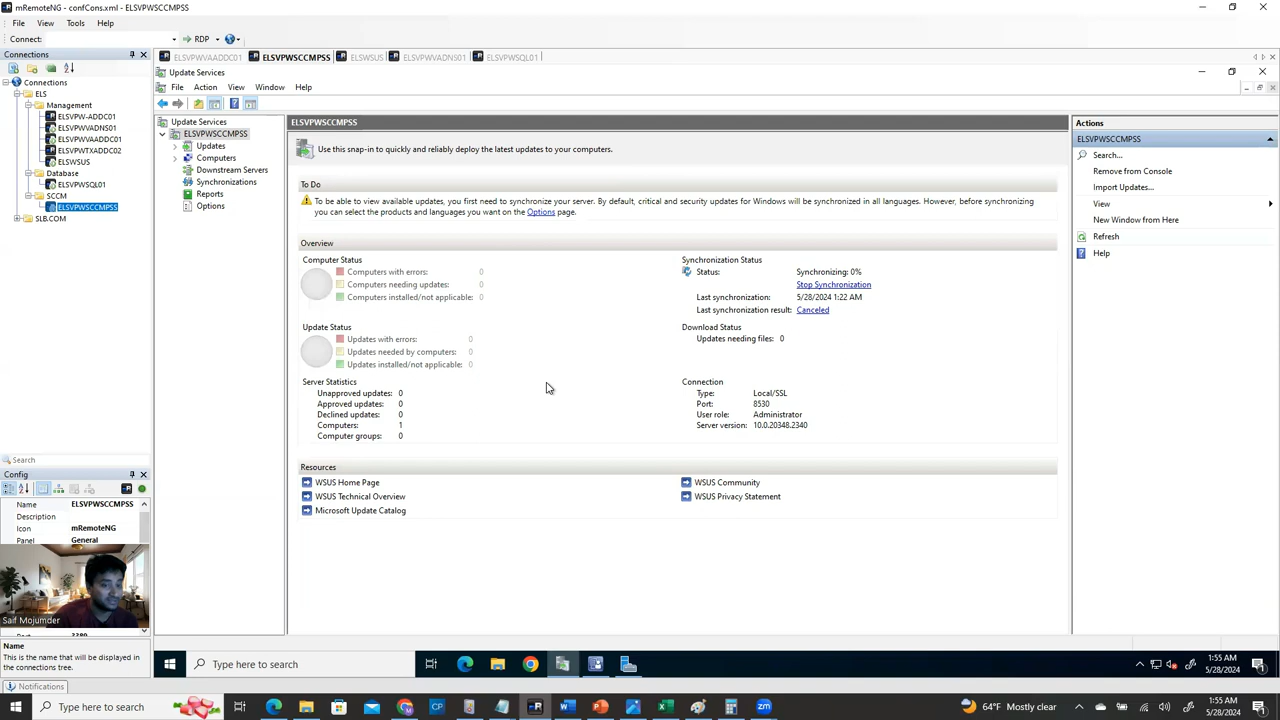 mRemoteNG - confCons.xml - ELSVPWSCCMPSS
File View Tools Help
Connect: RDP
Connections
Connections
ELS
Management
ELSVPW-ADDC01
ELSVPWVADNS01
ELSVPWVAADDC01
ELSVPWTXADDC02
ELSWSUS
Database
ELSVPWSQL01
SCCM
ELSVPWSCCMPSS
SLB.COM
Search
Config
Name ELSVPWSCCMPSS
Description
Icon mRemoteNG
Panel General
Saif Mojumder
Port 3389
Name
This is the name that will be displayed in
the connections tree.
Notifications
ELSVPWVAADDC01 ELSVPWSCCMPSS ELSWSUS ELSVPWVADNS01 ELSVPWSQL01
Update Services
File Action View Window Help
Update Services
ELSVPWSCCMPSS
Updates
Computers
Downstream Servers
Synchronizations
Reports
Options
ELSVPWSCCMPSS
Use this snap-in to quickly and reliably deploy the latest updates to your computers.
To Do
To be able to view available updates, you first need to synchronize your server. By default, critical and security updates for Windows will be synchronized in all languages. However, before synchronizing
you can select the products and languages you want on the Options page.
Overview
Computer Status
Computers with errors: 0
Computers needing updates: 0
Computers installed/not applicable: 0
Update Status
Updates with errors: 0
Updates needed by computers: 0
Updates installed/not applicable: 0
Server Statistics
Unapproved updates: 0
Approved updates: 0
Declined updates: 0
Computers: 1
Computer groups: 0
Synchronization Status
Status: Synchronizing: 0%
Stop Synchronization
Last synchronization: 5/28/2024 1:22 AM
Last synchronization result: Canceled
Download Status
Updates needing files: 0
Connection
Type: Local/SSL
Port: 8530
User role: Administrator
Server version: 10.0.20348.2340
Resources
WSUS Home Page
WSUS Technical Overview
Microsoft Update Catalog
WSUS Community
WSUS Privacy Statement
Actions
ELSVPWSCCMPSS
Search...
Remove from Console
Import Updates...
View
New Window from Here
Refresh
Help
Type here to search
1:55 AM
5/28/2024
Type here to search
64°F Mostly clear
1:55 AM
5/28/2024